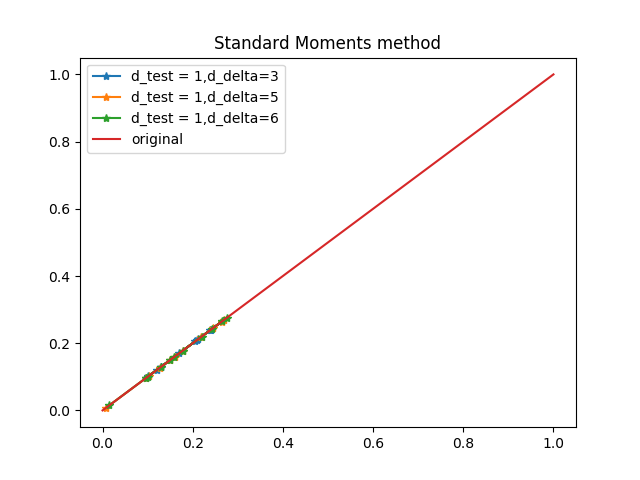 Standard Moments method
d_test = 1,d_delta=3
d_test = 1,d_delta=5
d_test = 1,d_delta=6
original
1.0
0.8
0.6
0.4
0.2
0.0
0.0 0.2 0.4 0.6 0.8 1.0